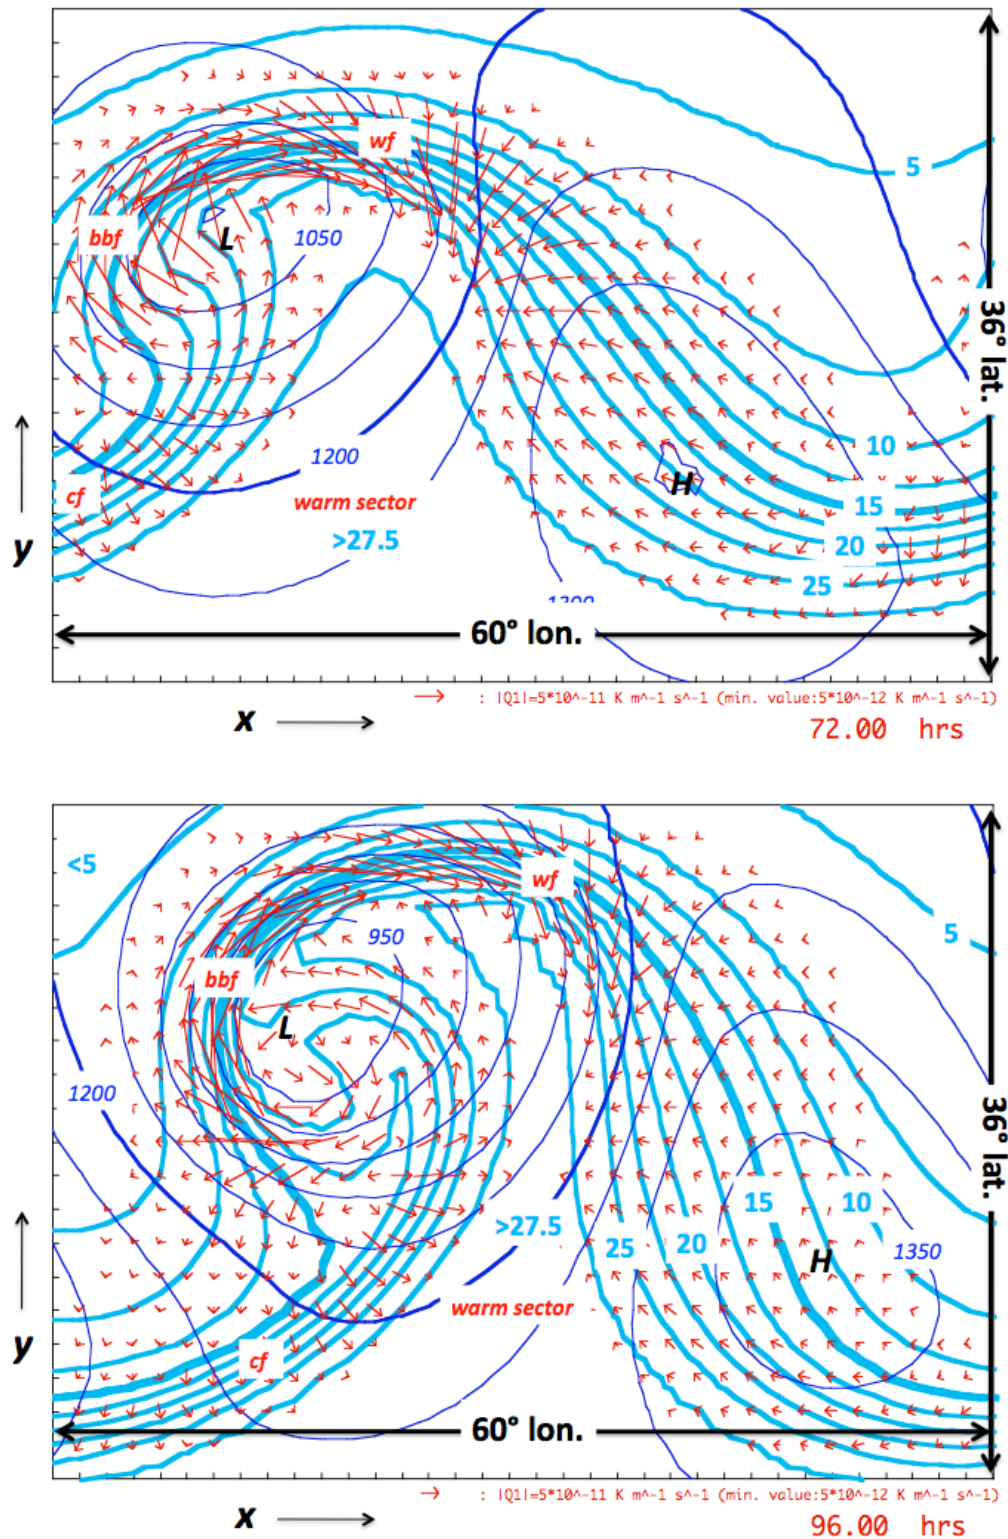 wf
5
bbf
L
1050
36° lat.
10
1200
H
cf
warm sector
15
y
>27.5
20
25
1200
60° lon.
: |Q1|=5*10^-11 K m^-1 s^-1 (min. value:5*10^-12 K m^-1 s^-1)
x
72.00 hrs
<5
wf
5
950
bbf
L
1200
36° lat.
15
10
>27.5
25
20
H
1350
warm sector
y
cf
60° lon.
: |Q1|=5*10^-11 K m^-1 s^-1 (min. value:5*10^-12 K m^-1 s^-1)
x
96.00 hrs